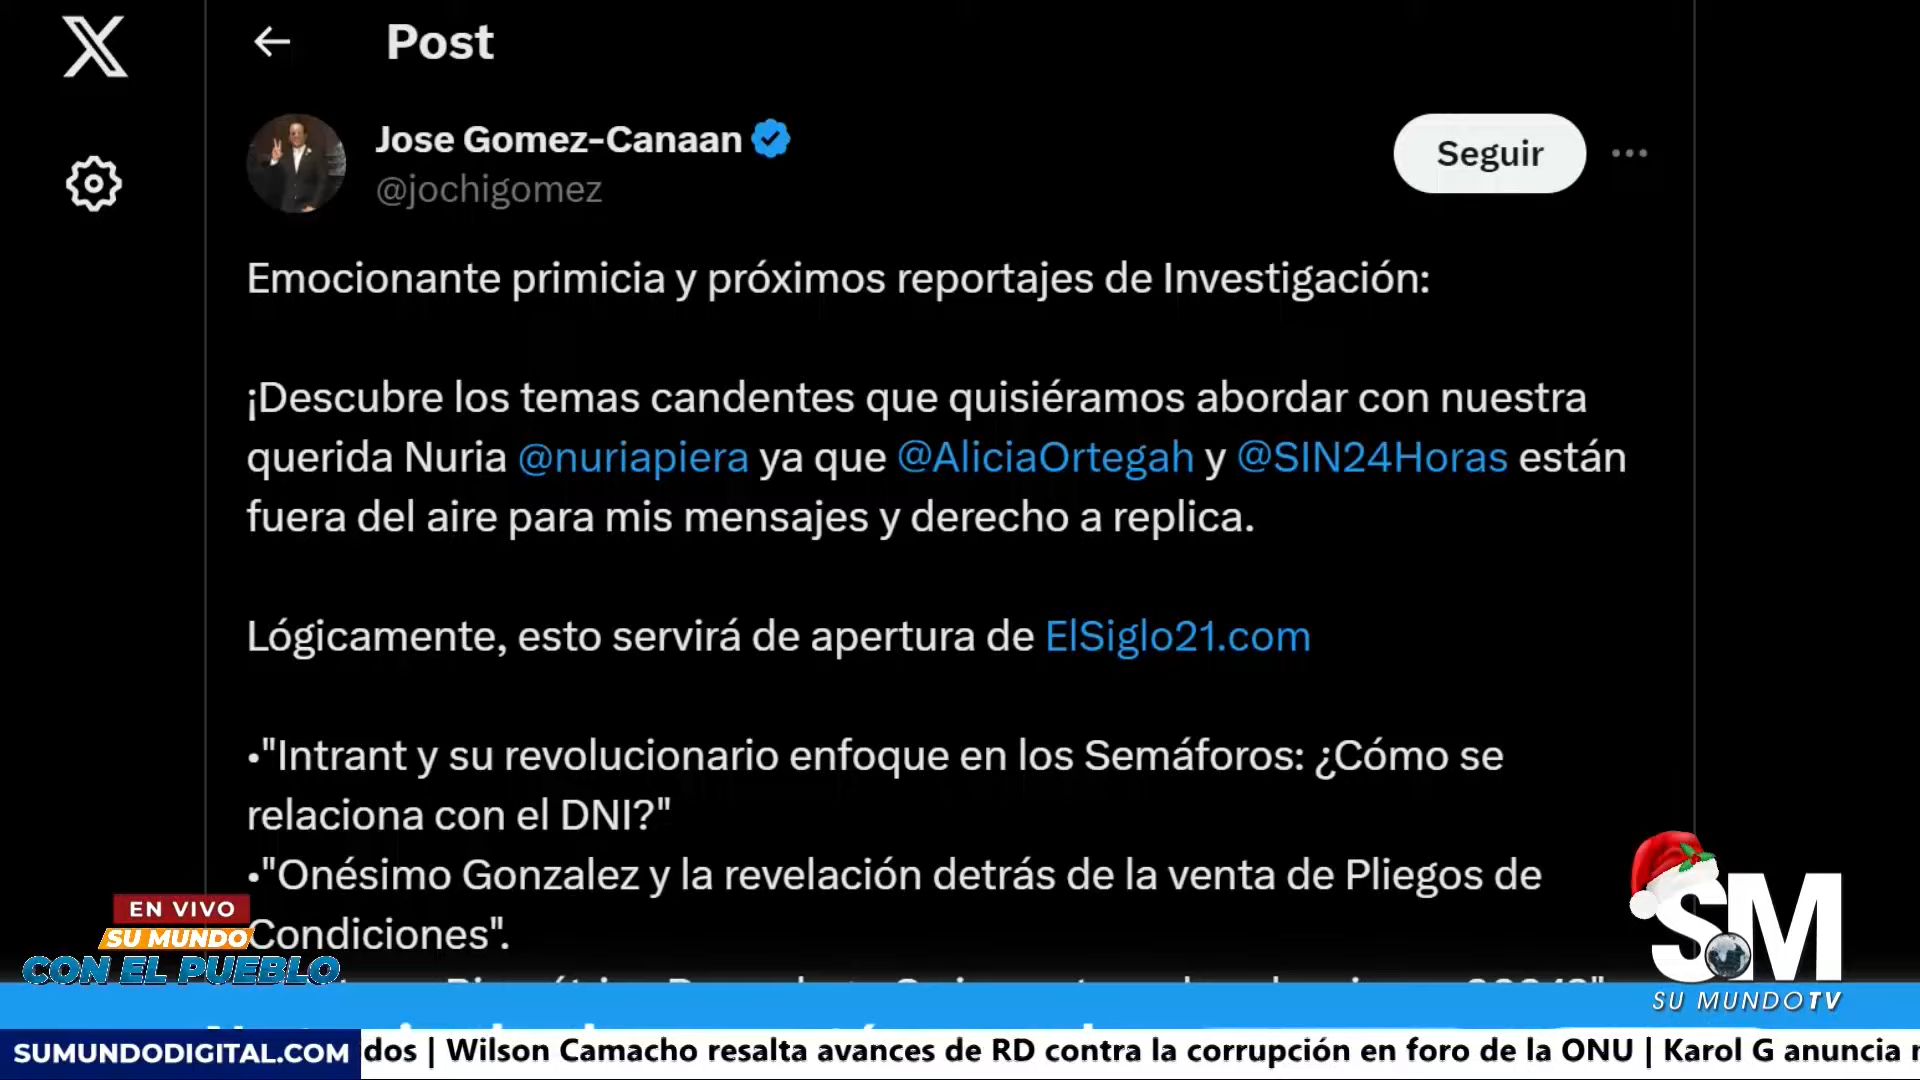 Post
Jose Gomez-Canaan
@jochigomez
Seguir
Emocionante primicia y próximos reportajes de Investigación:
¡Descubre los temas candentes que quisiéramos abordar con nuestra
querida Nuria @nuriapiera ya que @AliciaOrtegah y @SIN24Horas están
fuera del aire para mis mensajes y derecho a replica.
Lógicamente, esto servirá de apertura de ElSiglo21.com
•"Intrant y su revolucionario enfoque en los Semáforos: ¿Cómo se
relaciona con el DNI?"
•"Onésimo Gonzalez y la revelación detrás de la venta de Pliegos de
Condiciones".
EN VIVO
SU MUNDO
CON EL PUEBLO
SM
SU MUNDO TV
SUMUNDODIGITAL.COM
dos | Wilson Camacho resalta avances de RD contra la corrupción en foro de la ONU | Karol G anuncia